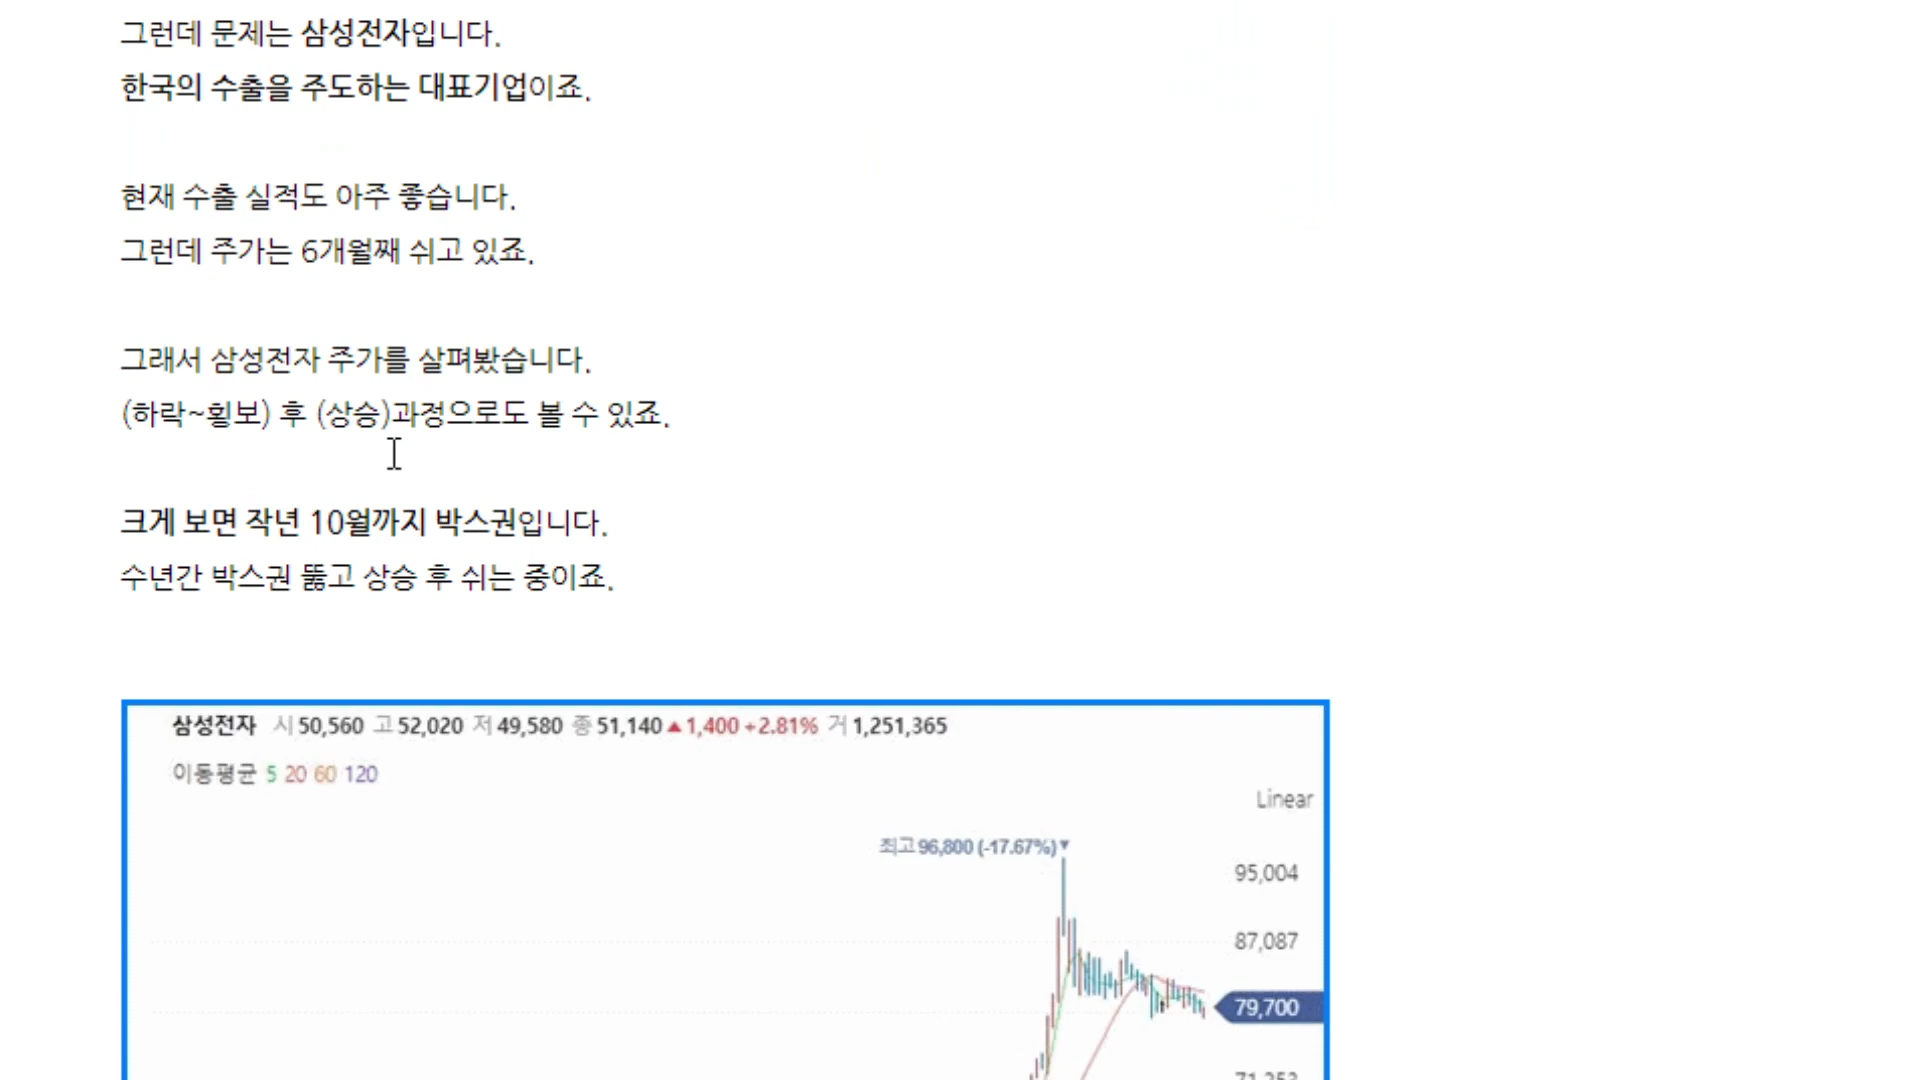 그런데 문제는 삼성전자입니다.
한국의 수출을 주도하는 대표기업이죠.
현재 수출 실적도 아주 좋습니다.
그런데 주가는 6개월째 쉬고 있죠.
그래서 삼성전자 주가를 살펴봤습니다.
(하락~횡보) 후 (상승)과정으로도 볼 수 있죠.
크게 보면 작년 10월까지 박스권입니다.
수년간 박스권 뚫고 상승 후 쉬는 중이죠.
삼성전자 시 50,560 고 52,020 저 49,580 종 51,140 ▲ 1,400 +2.81% 거 1,251,365
이동평균 5 20 60 120
Linear
최고 96,800 (-17.67%) ▼
95,004
87,087
79,700
71,253